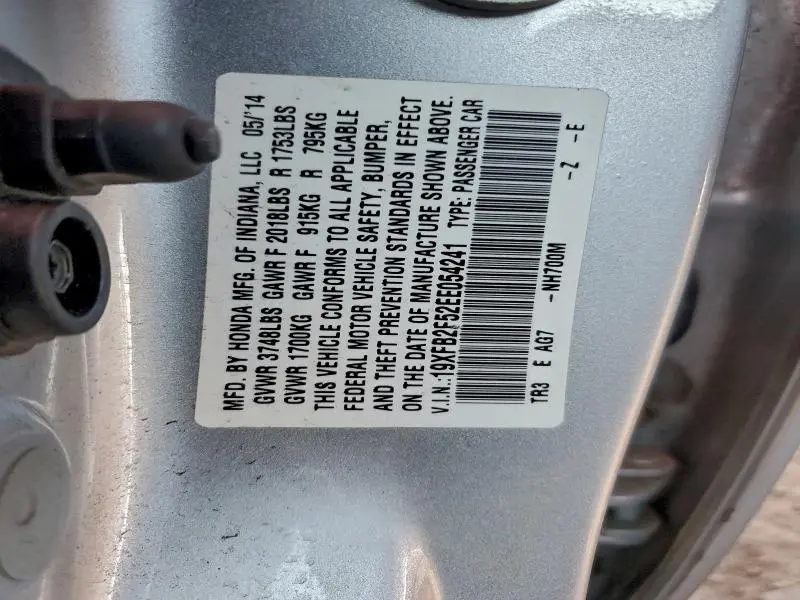 MFD. BY HONDA MFG. OF INDIANA, LLC 05/'14
GVWR 3748LBS GAWR F 2018LBS R 1753LBS
GVWR 1700KG GAWR F 915KG R 795KG
THIS VEHICLE CONFORMS TO ALL APPLICABLE
FEDERAL MOTOR VEHICLE SAFETY, BUMPER,
AND THEFT PREVENTION STANDARDS IN EFFECT
ON THE DATE OF MANUFACTURE SHOWN ABOVE.
V.I.N.:19XFB2F52EE054241 TYPE: PASSENGER CAR
TR3 E AG7 -NH700M -Z -E